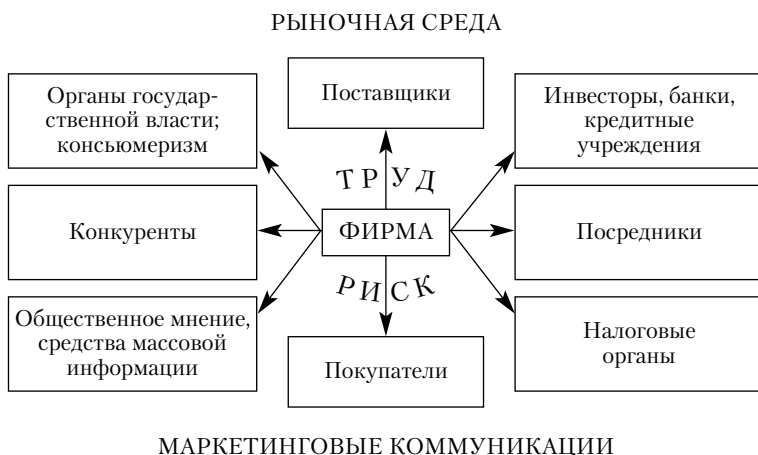 РЫНОЧНАЯ СРЕДА
Органы государ-
ственной власти;
консьюмеризм
Поставщики
Инвесторы, банки,
кредитные
учреждения
ТРУД
Конкуренты
ФИРМА
Посредники
РИСК
Общественное мнение,
средства массовой
информации
Покупатели
Налоговые
органы
МАРКЕТИНГОВЫЕ КОММУНИКАЦИИ